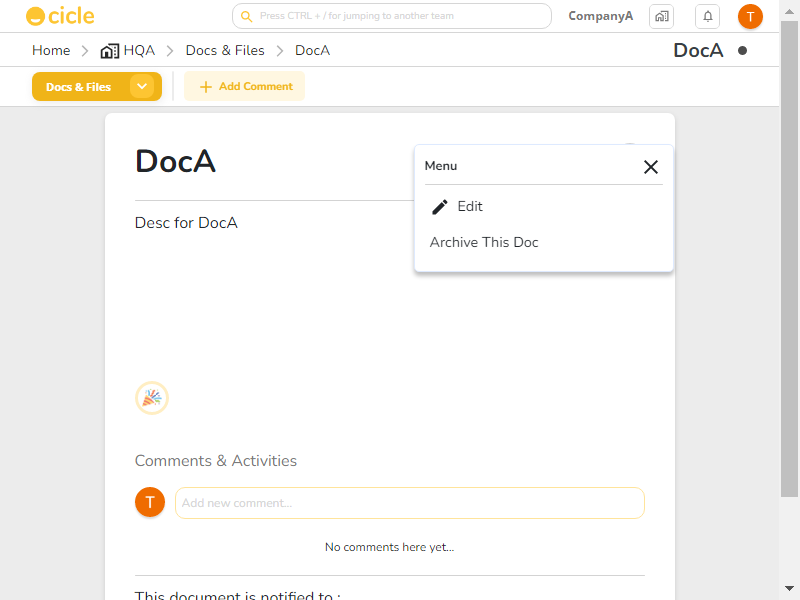 cicle
Press CTRL + / for jumping to another team
CompanyA
T
Home
HQA
Docs & Files
DocA
DocA
Docs & Files
Add Comment
DocA
Menu
Edit
Archive This Doc
Desc for DocA
Comments & Activities
T
Add new comment...
No comments here yet...
This document is notified to :